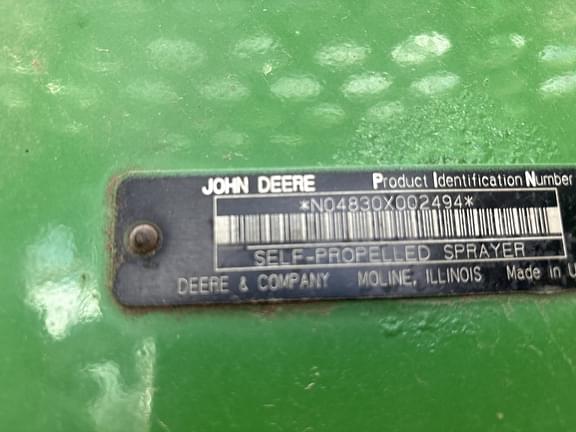 JOHN DEERE Product Identification Number
*N04830X002494*
SELF-PROPELLED SPRAYER
DEERE & COMPANY MOLINE, ILLINOIS Made in U